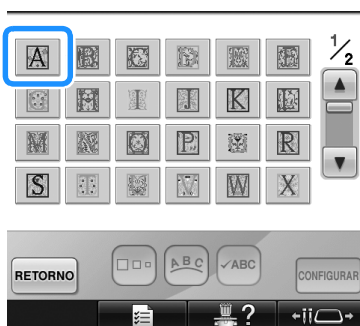 A 1/2
J K
M N O P R
S T V W X
□□▫ ABC ✓ABC
RETORNO CONFIGURAR
?